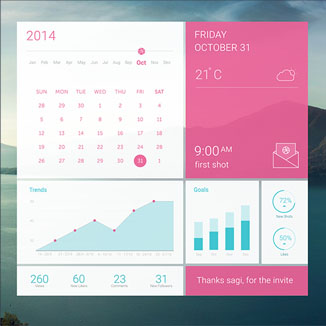 2014
Jan Feb Mar Apr May Jun Jul Aug Sep Oct Nov Dec
SUN MON TUE WED THU FRI SAT
28 29 30 1 2 3 4
5 6 7 8 9 10 11
12 13 14 15 16 17 18
19 20 21 22 23 24 25
26 27 28 29 30 31 1
FRIDAY
OCTOBER 31
21°C
9:00 AM
first shot
Trends
Goals
72%
New Shots
50%
Likes
260
60
23
31
Views
New Likes
Comments
New Followers
Thanks sagi, for the invite